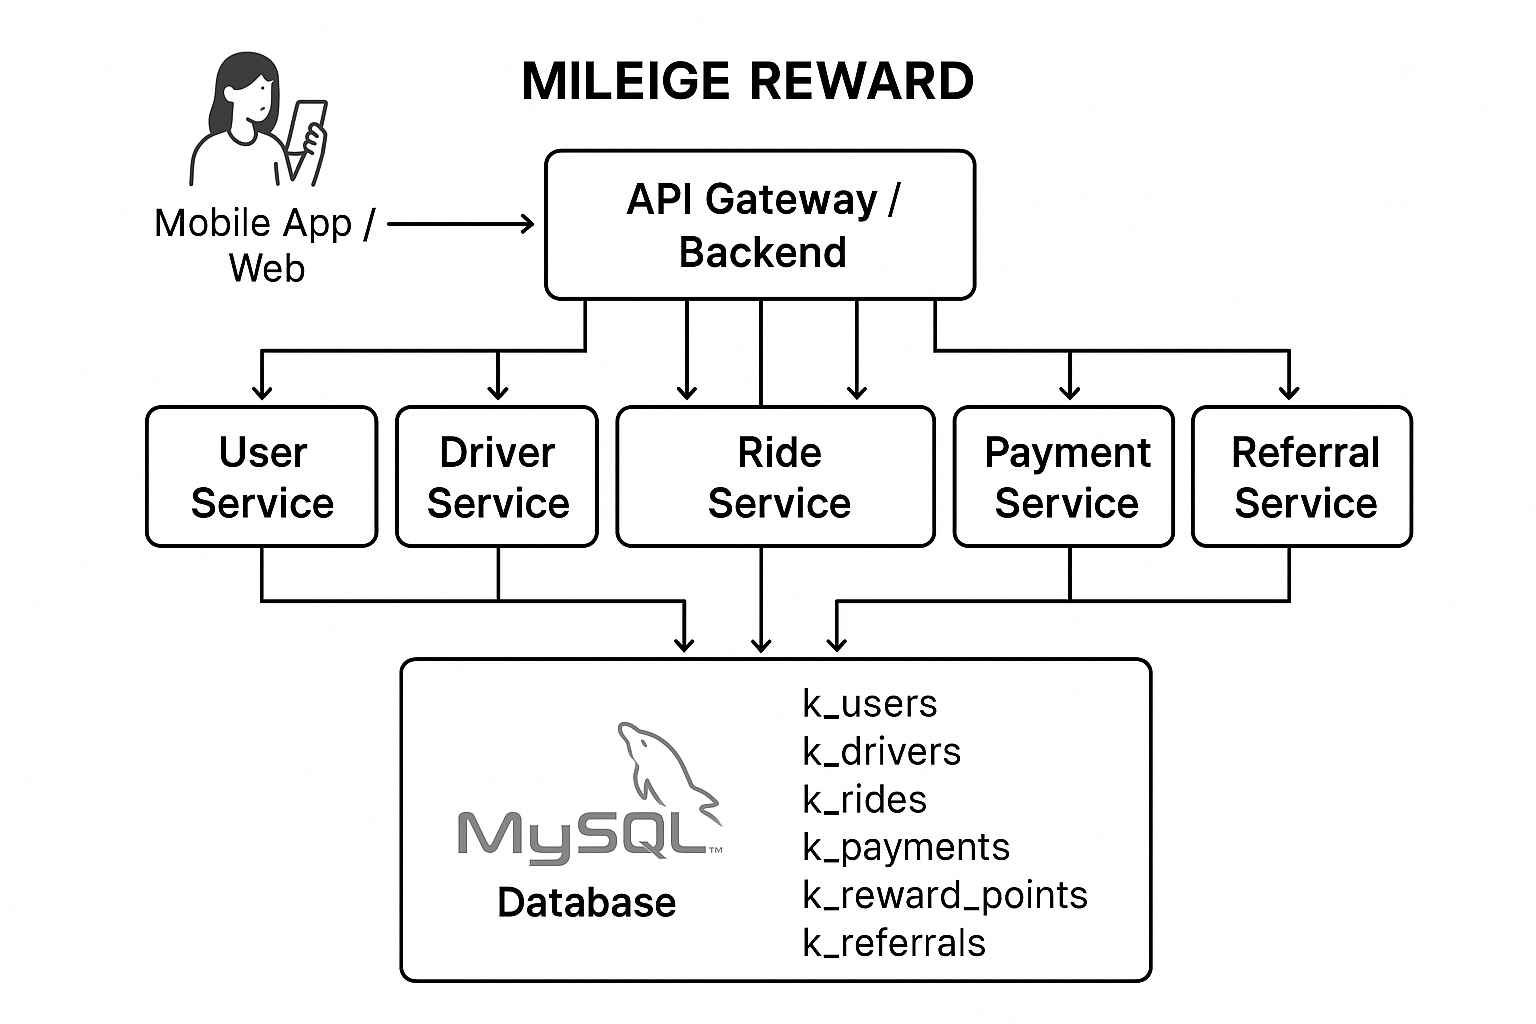 MILEIGE REWARD
Mobile App /
Web
API Gateway /
Backend
User
Service
Driver
Service
Ride
Service
Payment
Service
Referral
Service
MySQL™
Database
k_users
k_drivers
k_rides
k_payments
k_reward_points
k_referrals